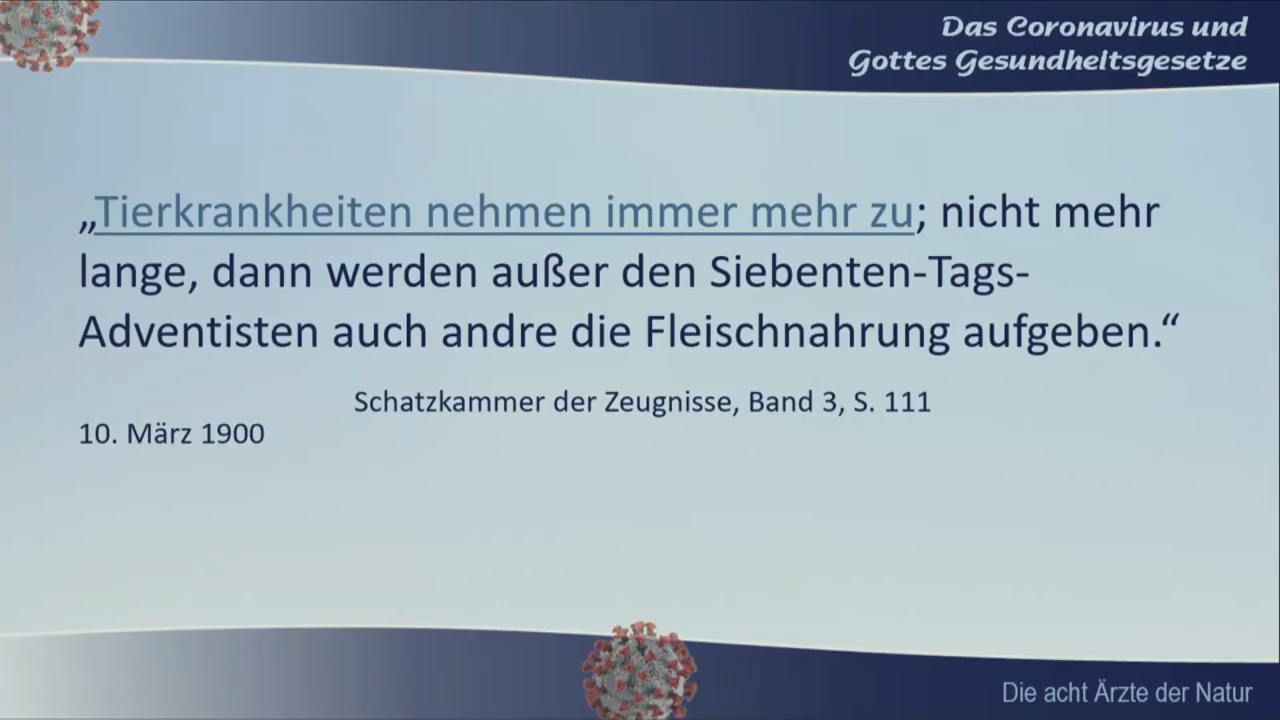 Das Coronavirus und
Gottes Gesundheitsgesetze
„Tierkrankheiten nehmen immer mehr zu; nicht mehr
lange, dann werden außer den Siebenten-Tags-
Adventisten auch andre die Fleischnahrung aufgeben.“
Schatzkammer der Zeugnisse, Band 3, S. 111
10. März 1900
Die acht Ärzte der Natur